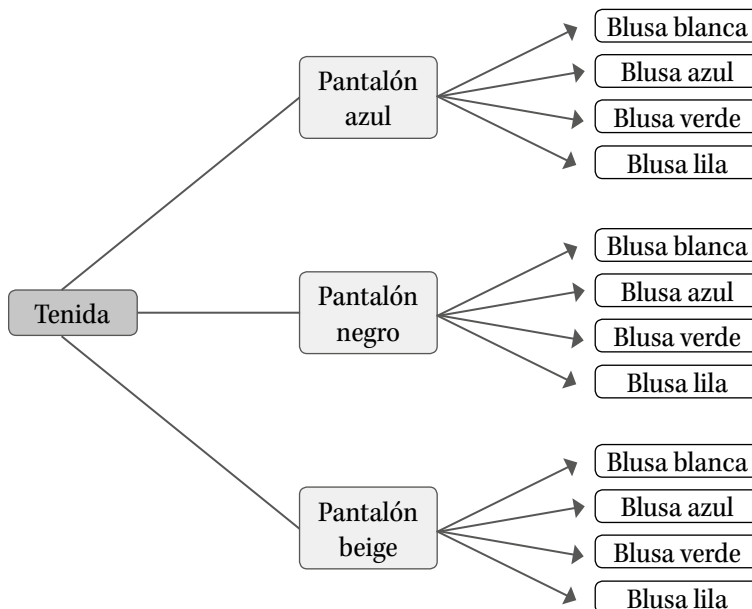 Tenida
Pantalón
azul
Blusa blanca
Blusa azul
Blusa verde
Blusa lila
Pantalón
negro
Blusa blanca
Blusa azul
Blusa verde
Blusa lila
Pantalón
beige
Blusa blanca
Blusa azul
Blusa verde
Blusa lila